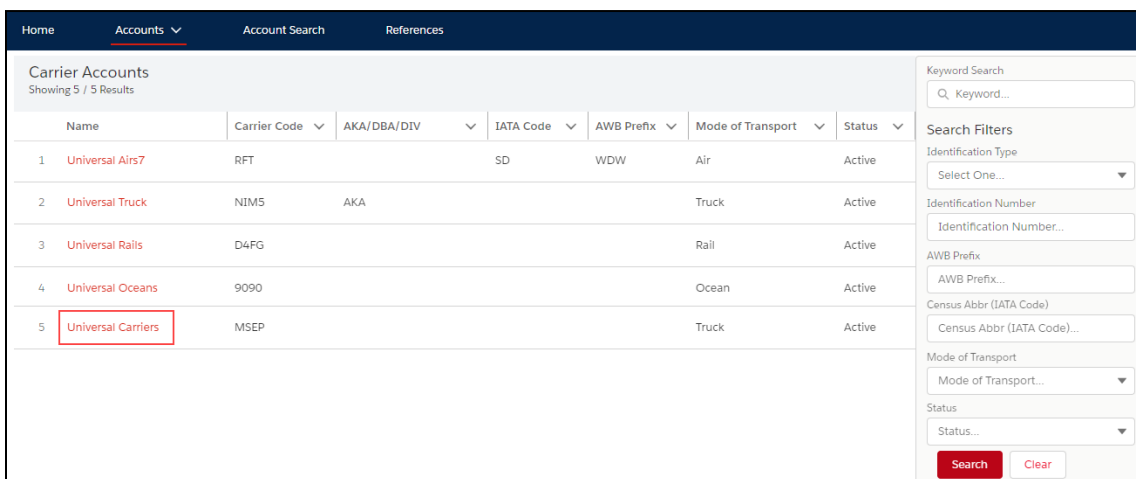 Home Accounts Account Search References
Carrier Accounts
Showing 5 / 5 Results
Name Carrier Code AKA/DBA/DIV IATA Code AWB Prefix Mode of Transport Status
1 Universal Airs7 RFT SD WDW Air Active
2 Universal Truck NIM5 AKA Truck Active
3 Universal Rails D4FG Rail Active
4 Universal Oceans 9090 Ocean Active
5 Universal Carriers MSEP Truck Active
Keyword Search
Keyword...
Search Filters
Identification Type
Select One...
Identification Number
Identification Number...
AWB Prefix
AWB Prefix...
Census Abbr (IATA Code)
Census Abbr (IATA Code)...
Mode of Transport
Mode of Transport...
Status
Status...
Search Clear